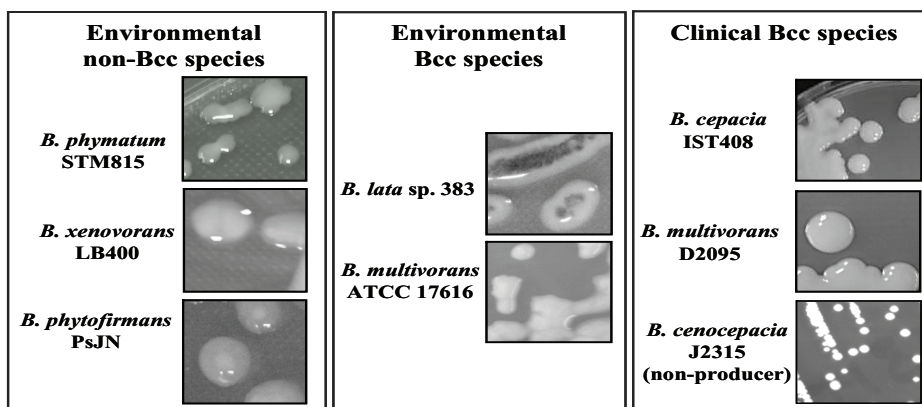 Environmental
non-Bcc species
B. phymatum
STM815
B. xenovorans
LB400
B. phytofirmans
PsJN
Environmental
Bcc species
B. lata sp. 383
B. multivorans
ATCC 17616
Clinical Bcc species
B. cepacia
IST408
B. multivorans
D2095
B. cenocepacia
J2315
(non-producer)